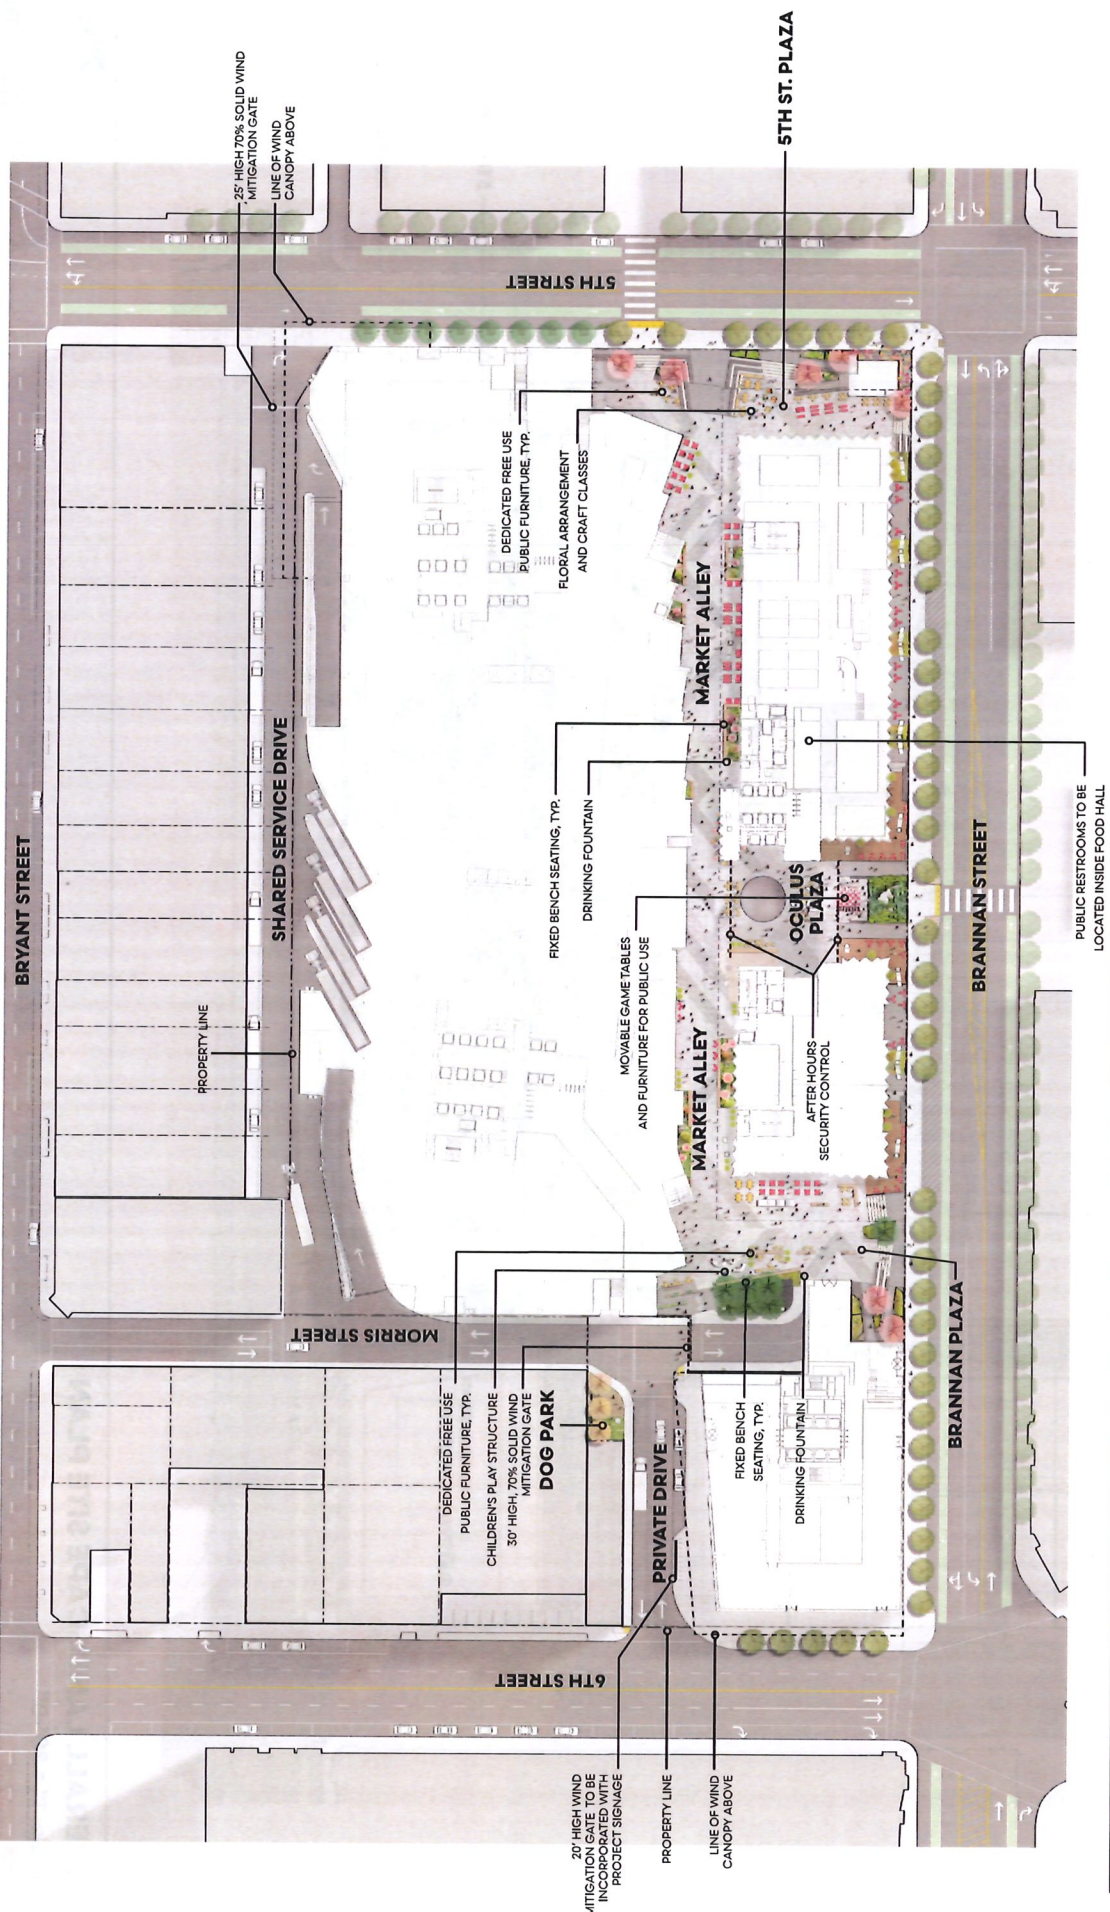 BRYANT STREET
25' HIGH 70% SOLID WIND
MITIGATION GATE
LINE OF WIND
CANOPY ABOVE
PROPERTY LINE
SHARED SERVICE DRIVE
5TH STREET
MORRIS STREET
6TH STREET
DEDICATED FREE USE
PUBLIC FURNITURE, TYP.
FLORAL ARRANGEMENT
AND CRAFT CLASSES
5TH ST. PLAZA
FIXED BENCH SEATING, TYP.
DRINKING FOUNTAIN
MOVABLE GAME TABLES
AND FURNITURE FOR PUBLIC USE
MARKET ALLEY
MARKET ALLEY
OCULUS
PLAZA
AFTER HOURS
SECURITY CONTROL
DEDICATED FREE USE
PUBLIC FURNITURE, TYP.
CHILDREN'S PLAY STRUCTURE
30' HIGH, 70% SOLID WIND
MITIGATION GATE
DOG PARK
PRIVATE DRIVE
FIXED BENCH
SEATING, TYP.
DRINKING FOUNTAIN
20' HIGH WIND
MITIGATION GATE TO BE
INCORPORATED WITH
PROJECT SIGNAGE
PROPERTY LINE
LINE OF WIND
CANOPY ABOVE
BRANNAN PLAZA
BRANNAN STREET
PUBLIC RESTROOMS TO BE
LOCATED INSIDE FOOD HALL